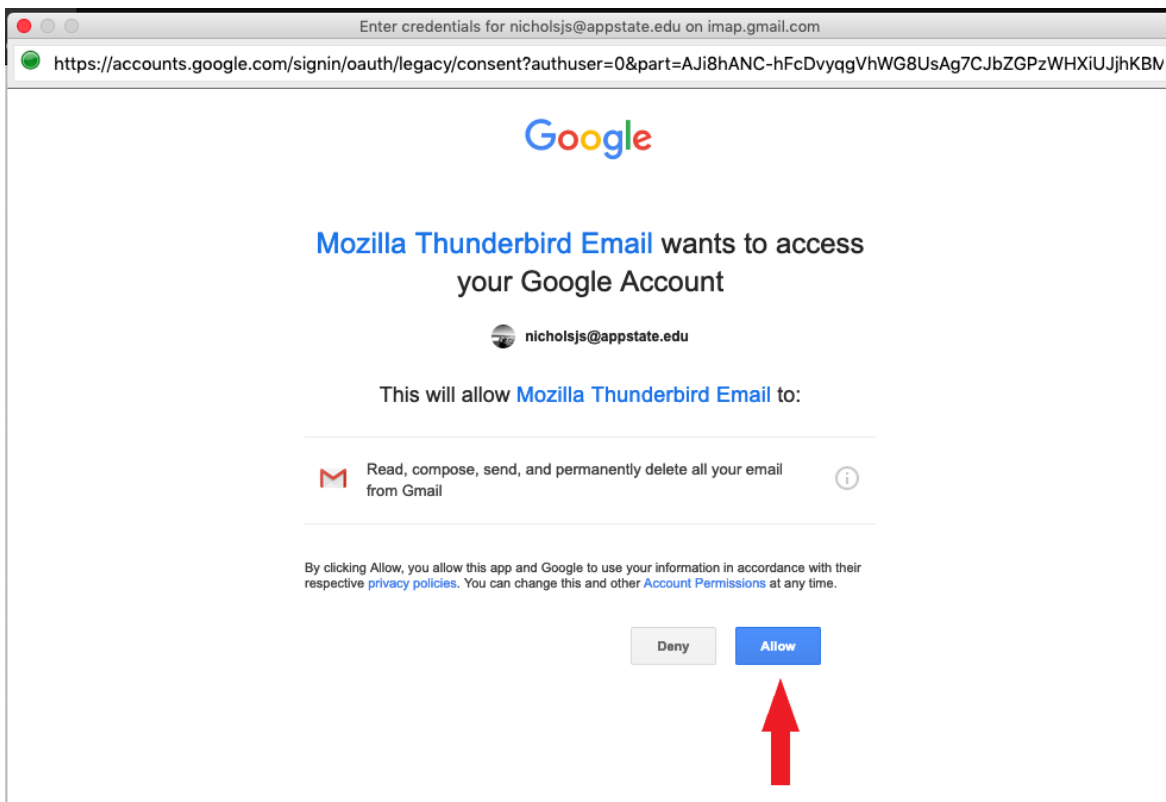 Enter credentials for nicholsjs@appstate.edu on imap.gmail.com
https://accounts.google.com/signin/oauth/legacy/consent?authuser=0&part=AJi8hANC-hFcDvyqgVhWG8UsAg7CJbZGPzWHXiUJjhKBM
Google
Mozilla Thunderbird Email wants to access
your Google Account
nicholsjs@appstate.edu
This will allow Mozilla Thunderbird Email to:
Read, compose, send, and permanently delete all your email
from Gmail
By clicking Allow, you allow this app and Google to use your information in accordance with their
respective privacy policies. You can change this and other Account Permissions at any time.
Deny Allow